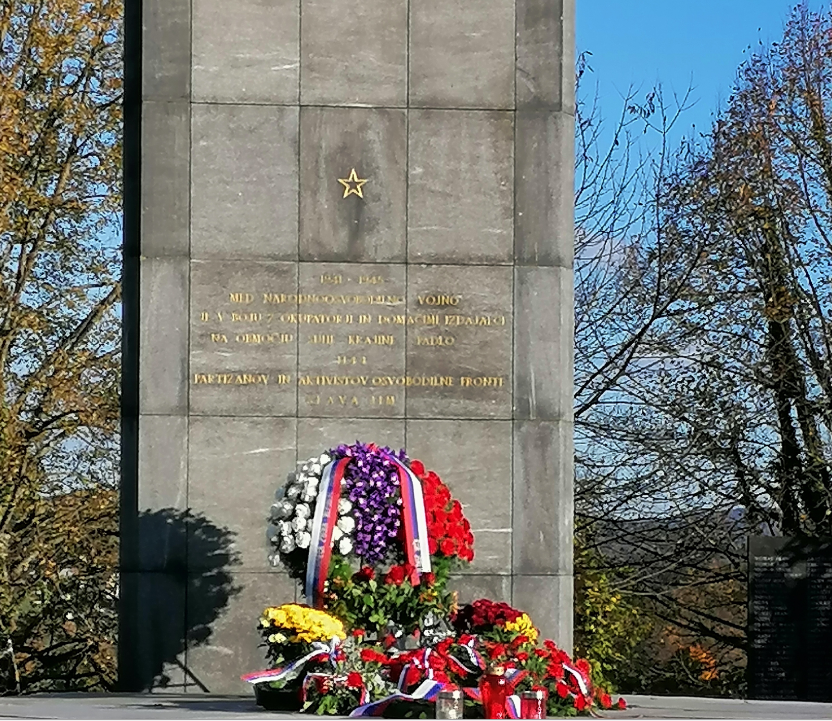 1941 - 1945
MED NARODNOOSVOBODILNO VOJNO
V BOJU Z OKUPATORJI IN DOMAČIMI IZDAJALCI
NA OBMOČJU SUHE KRAJINE PADLO
PARTIZANOV IN AKTIVISTOV OSVOBODILNE FRONTE
SLAVA JIM